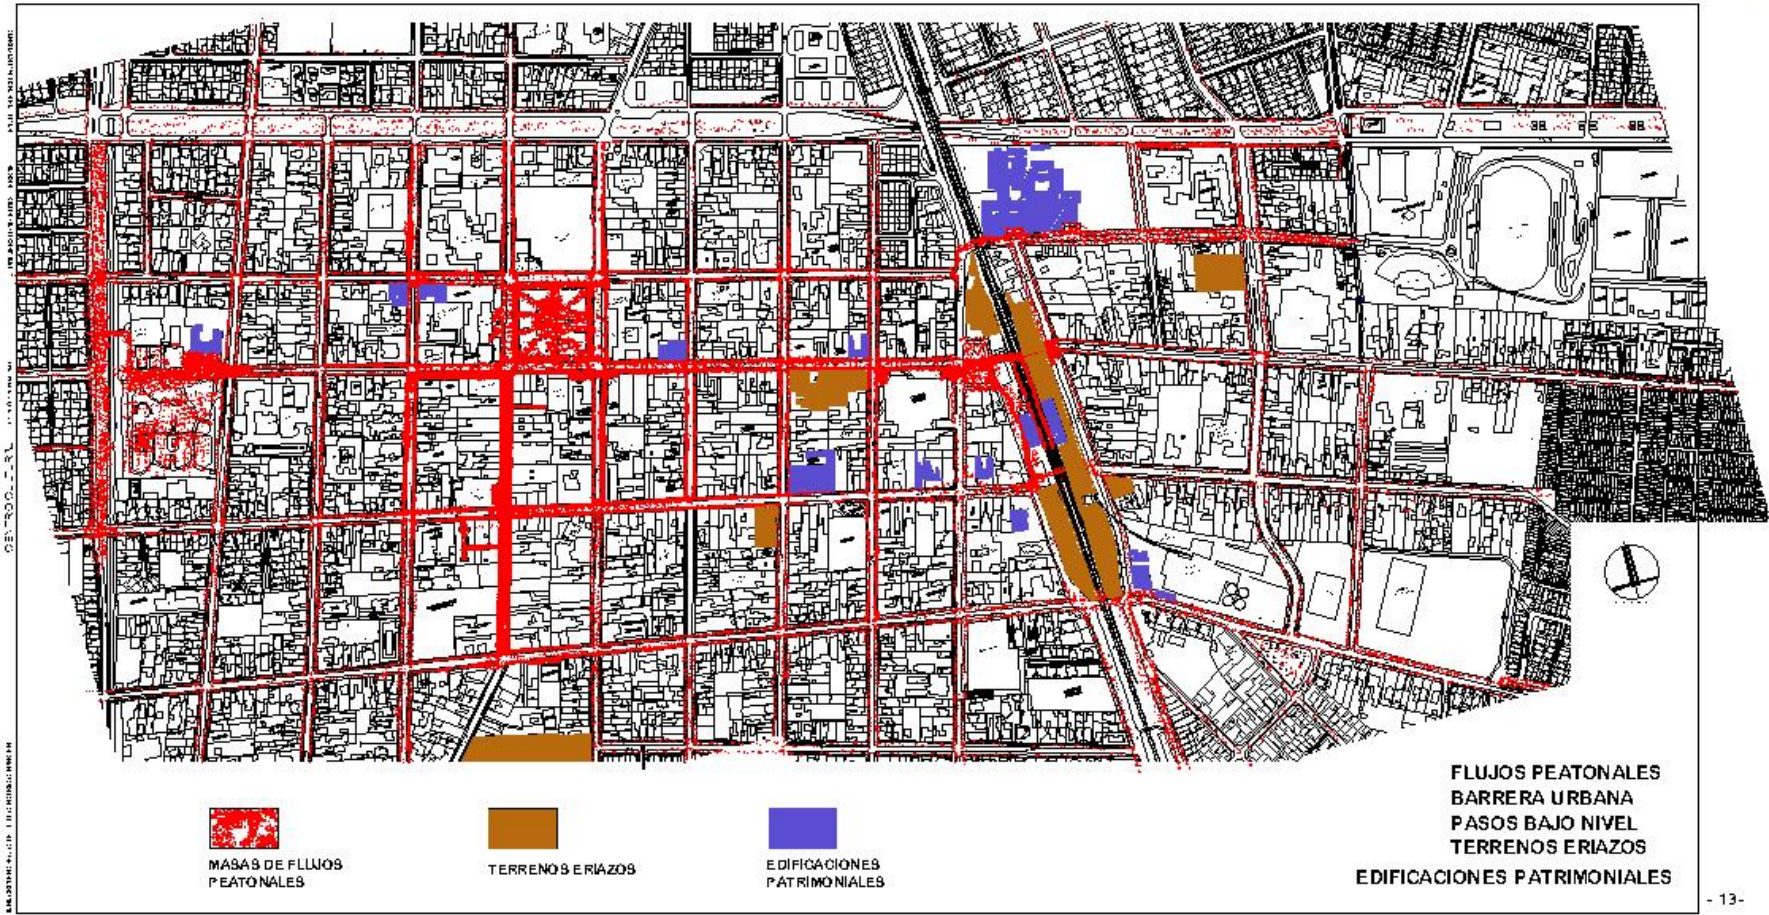 MASAS DE FLUJOS
PEATONALES
TERRENOS ERIAZOS
EDIFICACIONES
PATRIMONIALES
FLUJOS PEATONALES
BARRERA URBANA
PASOS BAJO NIVEL
TERRENOS ERIAZOS
EDIFICACIONES PATRIMONIALES
- 13-